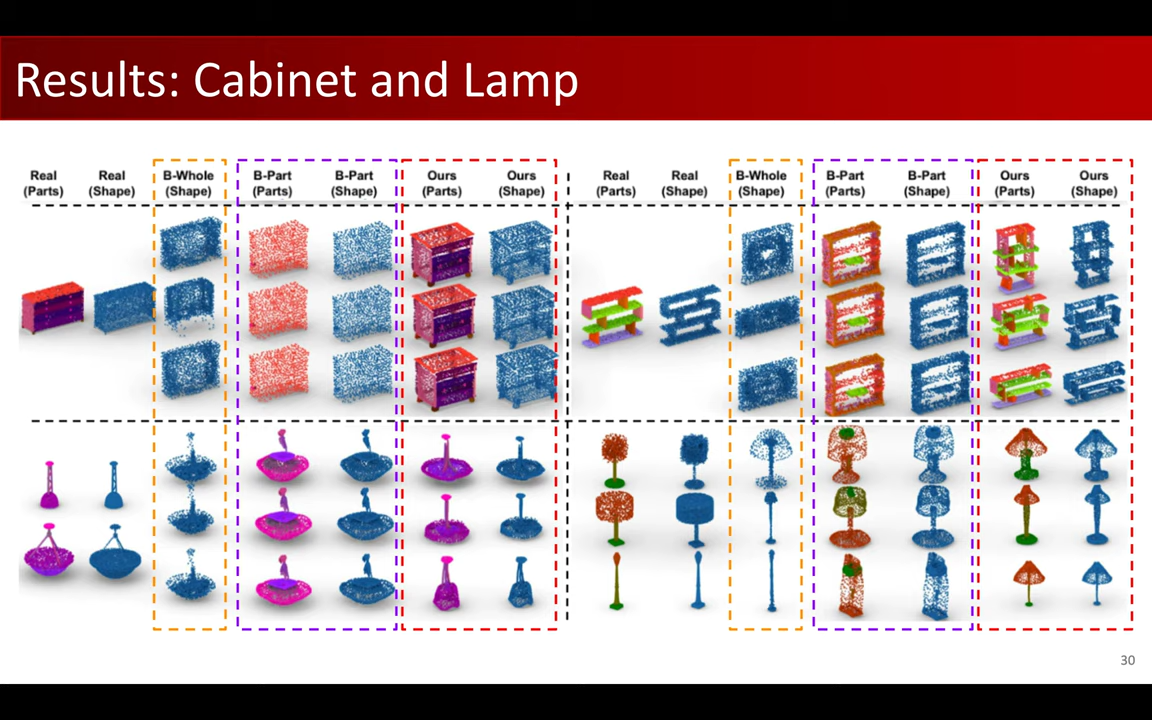 Results: Cabinet and Lamp
Real Real B-Whole B-Part B-Part Ours Ours Real Real B-Whole B-Part B-Part Ours Ours
(Parts) (Shape) (Shape) (Parts) (Shape) (Parts) (Shape) (Parts) (Shape) (Shape) (Parts) (Shape) (Parts) (Shape)
30